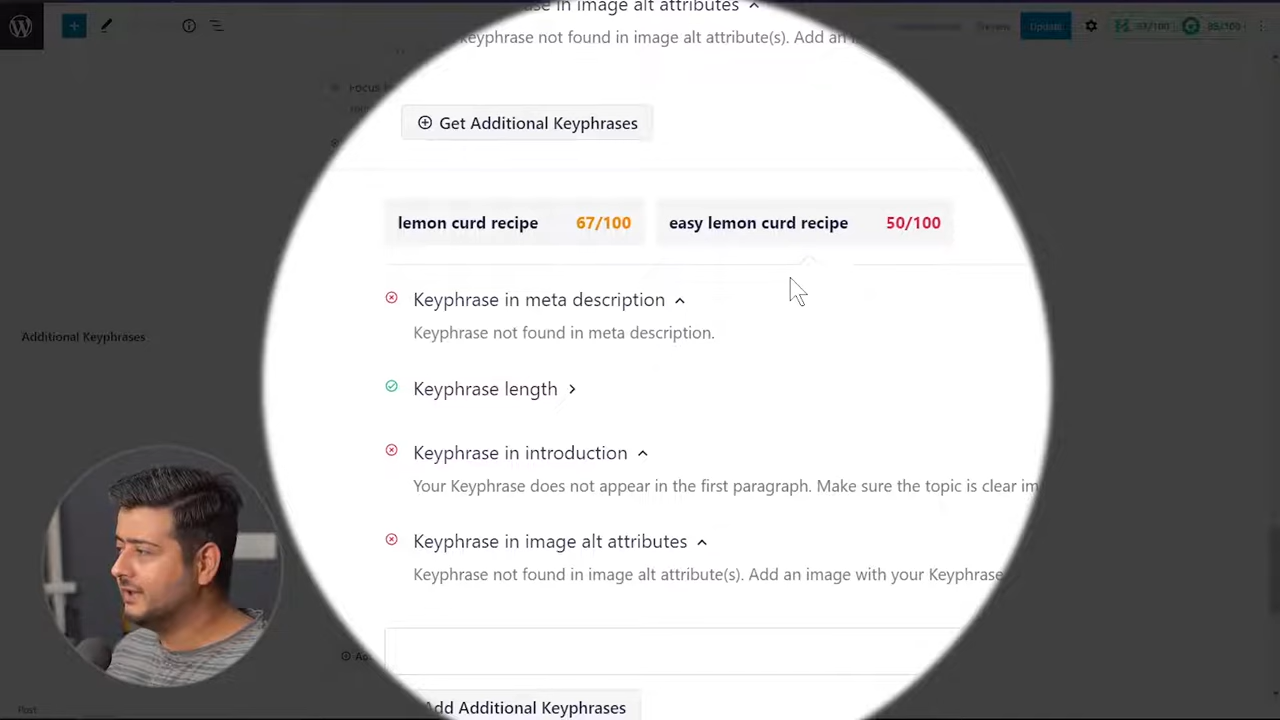 se in image alt attributes
keyphrase not found in image alt attribute(s). Add an
Update
Focus
Get Additional Keyphrases
lemon curd recipe 67/100 easy lemon curd recipe 50/100
Keyphrase in meta description
Keyphrase not found in meta description.
Additional Keyphrases
Keyphrase length
Keyphrase in introduction
Your Keyphrase does not appear in the first paragraph. Make sure the topic is clear im
Keyphrase in image alt attributes
Keyphrase not found in image alt attribute(s). Add an image with your Keyphrase
Add Additional Keyphrases
Post